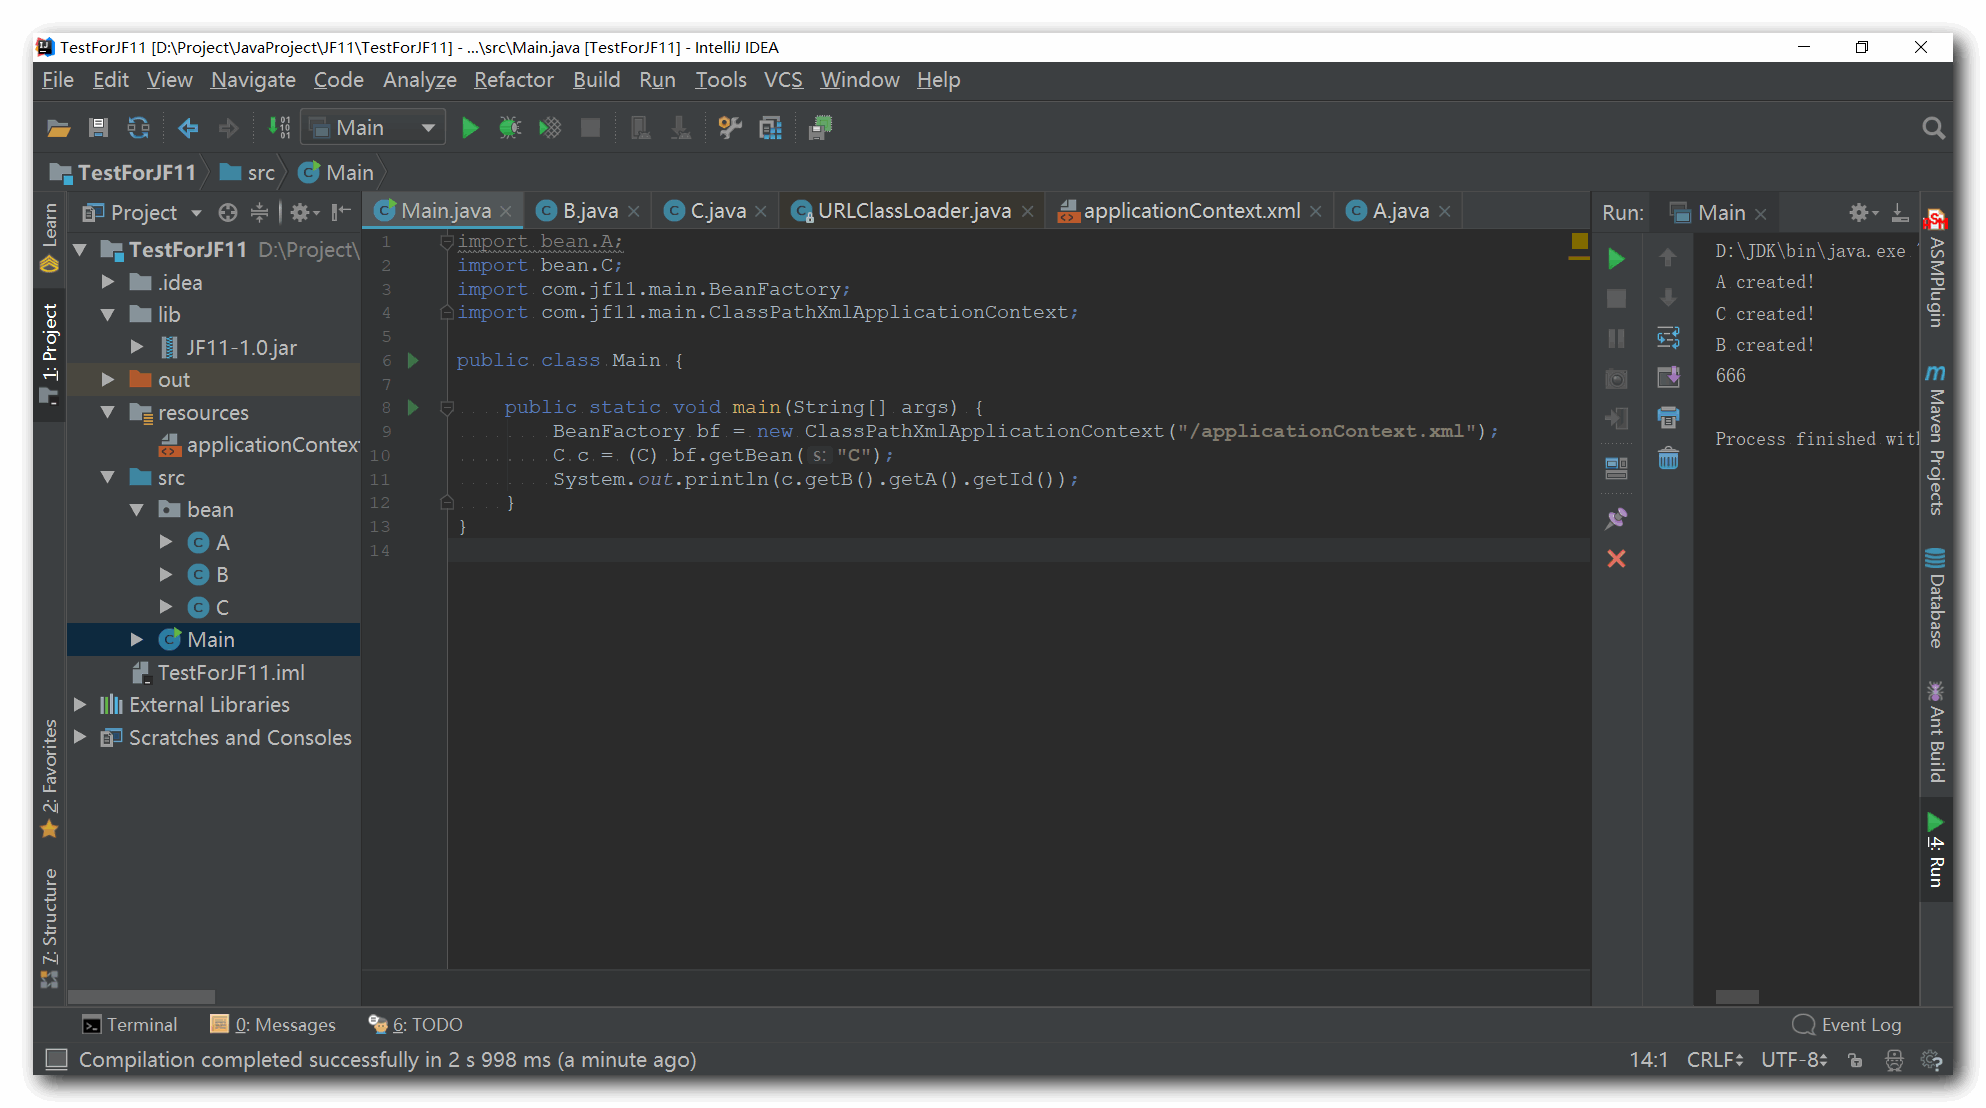 TestForJF11 [D:\Project\JavaProject\JF11\TestForJF11] - ...\src\Main.java [TestForJF11] - IntelliJ IDEA
File Edit View Navigate Code Analyze Refactor Build Run Tools VCS Window Help
Main
TestForJF11 src Main
Learn
1: Project
2: Favorites
7: Structure
Project
TestForJF11 D:\Project\
.idea
lib
JF11-1.0.jar
out
resources
applicationContex
src
bean
A
B
C
Main
TestForJF11.iml
External Libraries
Scratches and Consoles
Main.java B.java C.java URLClassLoader.java applicationContext.xml A.java
1 import bean.A;
2 import bean.C;
3 import com.jf11.main.BeanFactory;
4 import com.jf11.main.ClassPathXmlApplicationContext;
5
6 public class Main {
7
8 public static void main(String[] args) {
9 BeanFactory bf = new ClassPathXmlApplicationContext("/applicationContext.xml");
10 C c = (C) bf.getBean( s: "C");
11 System.out.println(c.getB().getA().getId());
12 }
13 }
14
Run: Main
D:\JDK\bin\java.exe
A created!
C created!
B created!
666
Process finished wit
ASMPlugin
Maven Projects
Database
Ant Build
4: Run
Terminal 0: Messages 6: TODO Event Log
Compilation completed successfully in 2 s 998 ms (a minute ago) 14:1 CRLF UTF-8